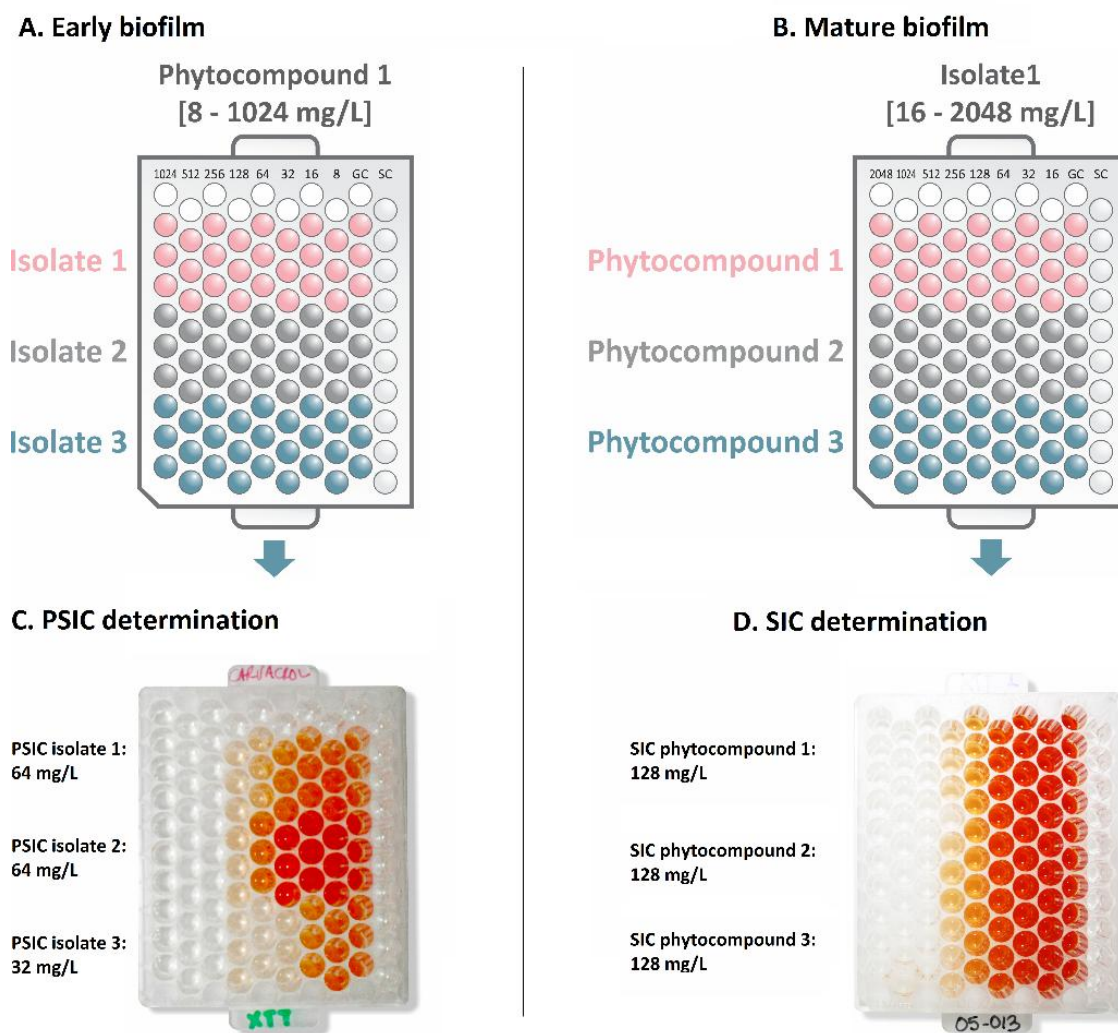 A. Early biofilm
Phytocompound 1
[8 - 1024 mg/L]
1024 512 256 128 64 32 16 8 GC SC
Isolate 1
Isolate 2
Isolate 3
B. Mature biofilm
Isolate1
[16 - 2048 mg/L]
2048 1024 512 256 128 64 32 16 GC SC
Phytocompound 1
Phytocompound 2
Phytocompound 3
C. PSIC determination
CARVACROL
PSIC isolate 1:
64 mg/L
PSIC isolate 2:
64 mg/L
PSIC isolate 3:
32 mg/L
XTT
D. SIC determination
SIC phytocompound 1:
128 mg/L
SIC phytocompound 2:
128 mg/L
SIC phytocompound 3:
128 mg/L
05-013